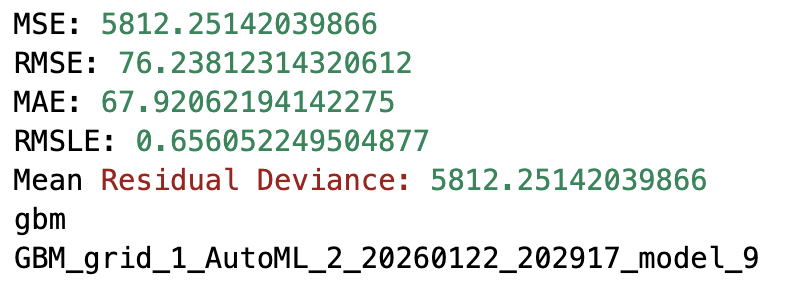 MSE: 5812.25142039866
RMSE: 76.23812314320612
MAE: 67.92062194142275
RMSLE: 0.656052249504877
Mean Residual Deviance: 5812.25142039866
gbm
GBM_grid_1_AutoML_2_20260122_202917_model_9